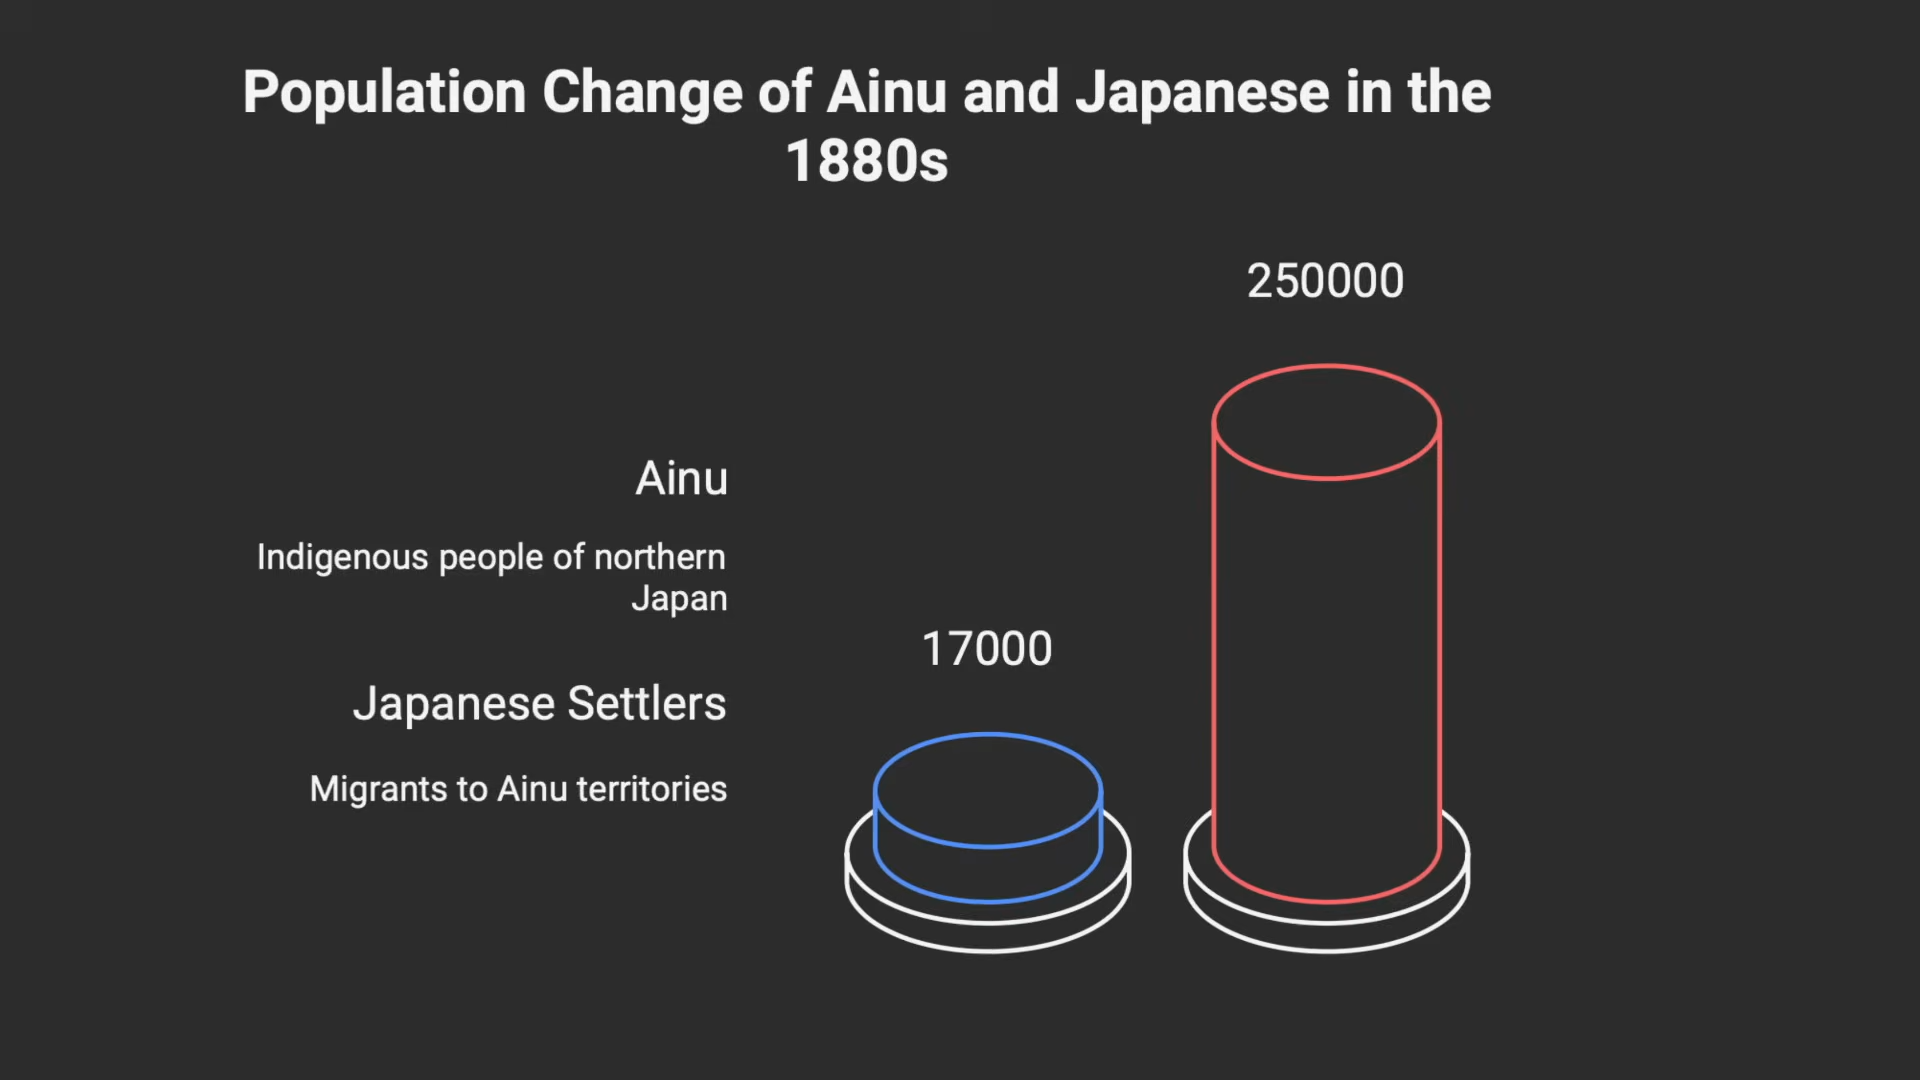 Population Change of Ainu and Japanese in the
1880s
250000
Ainu
Indigenous people of northern
Japan
17000
Japanese Settlers
Migrants to Ainu territories